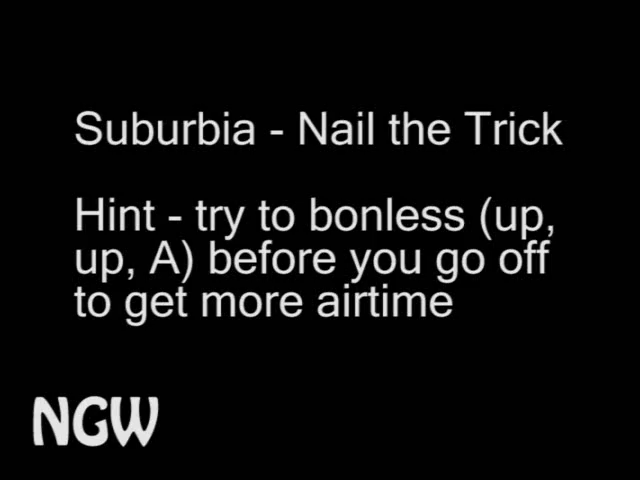 Suburbia - Nail the Trick
Hint - try to bonless (up,
up, A) before you go off
to get more airtime
NGW